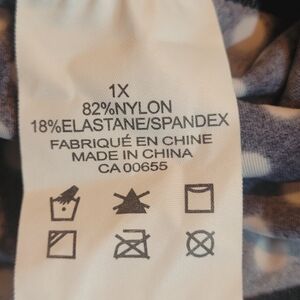 1X
82%NYLON
18%ELASTANE/SPANDEX
FABRIQUÉ EN CHINE
MADE IN CHINA
CA 00655